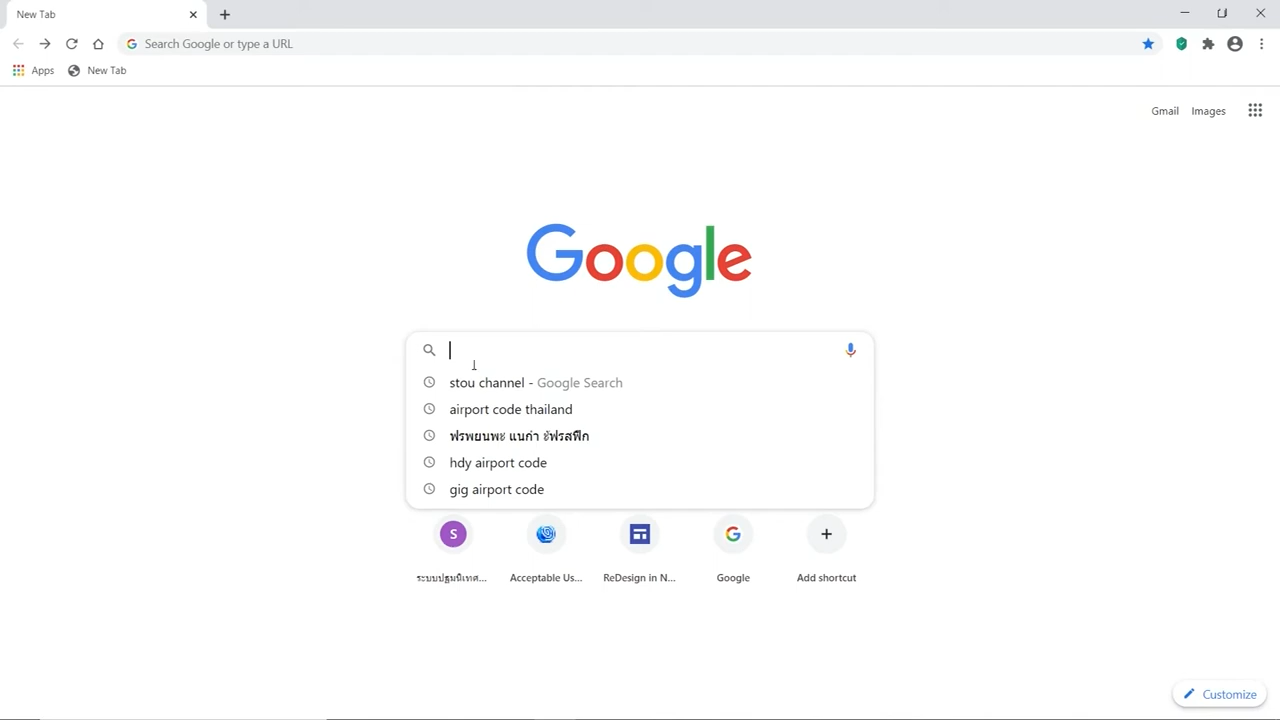 New Tab
Search Google or type a URL
Apps
New Tab
Gmail
Images
Google
stou channel - Google Search
airport code thailand
hdy airport code
gig airport code
S
Acceptable Us...
ReDesign in N...
Google
Add shortcut
Customize